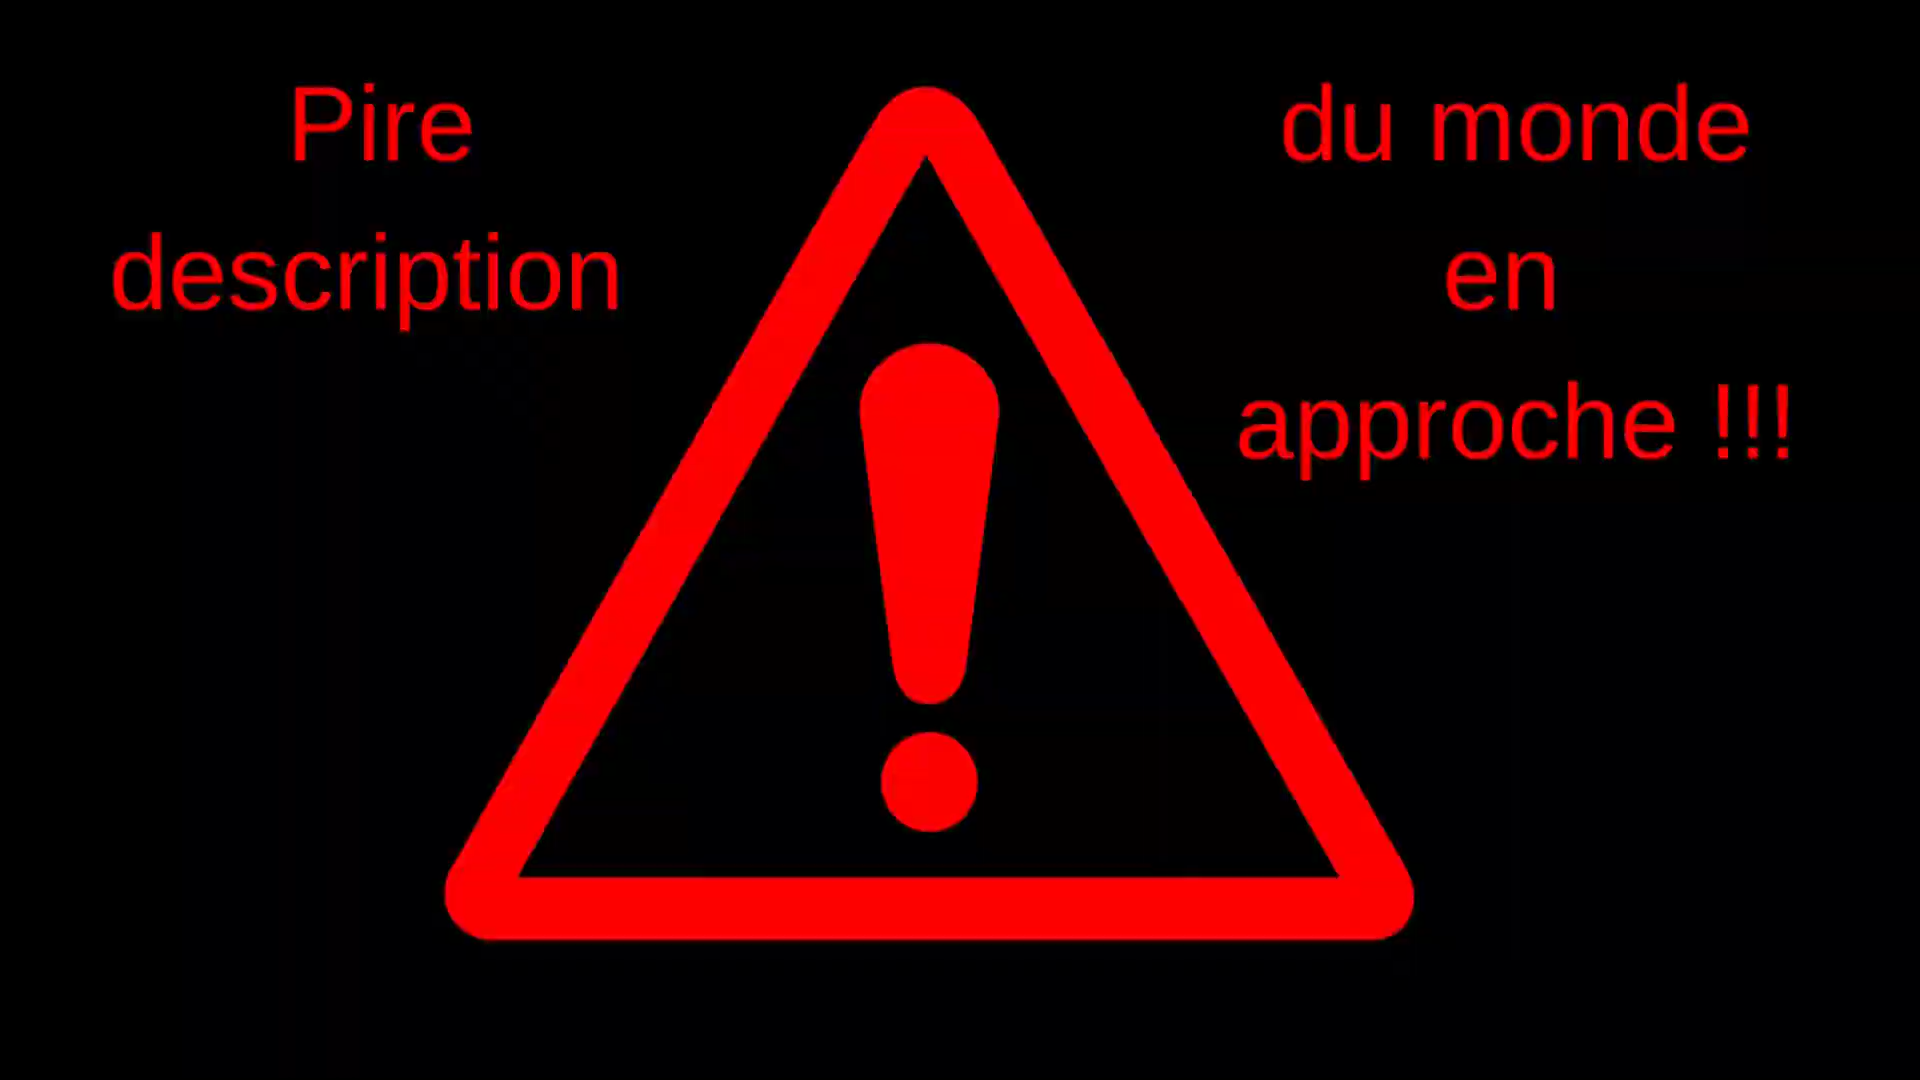 Pire
description
du monde
en
approche !!!